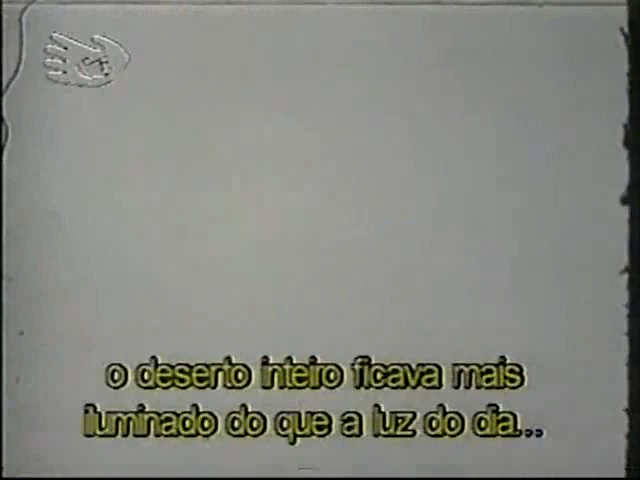 o deserto inteiro ficava mais
iluminado do que a luz do dia...